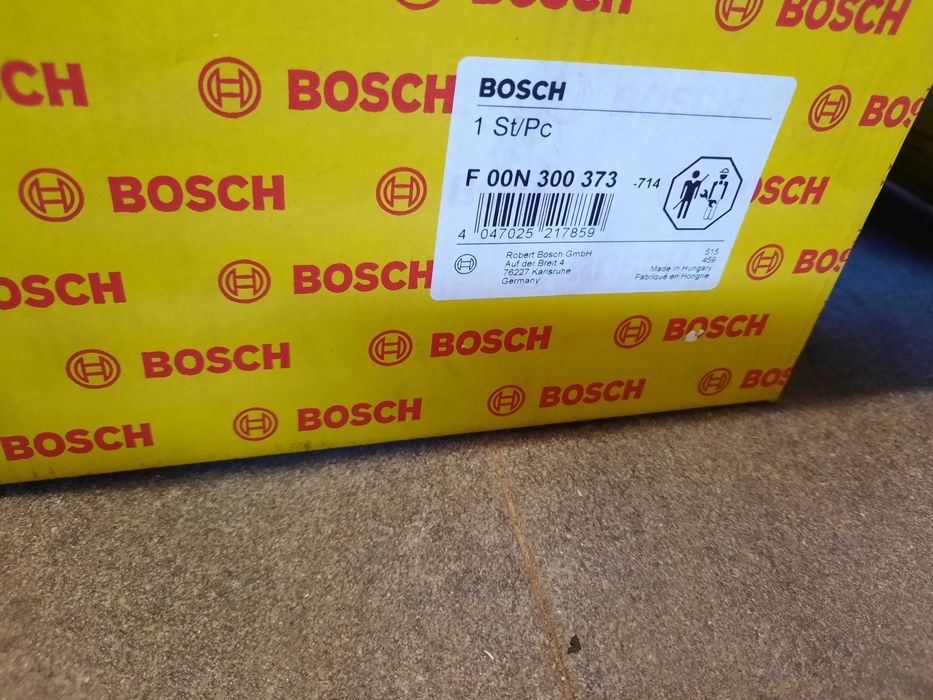 BOSCH
BOSCH
BOSCH
BOSCH
BOSCH
1 St/Pc
F 00N 300 373 -714
4 047025 217859
Robert Bosch GmbH
Auf der Breit 4
76227 Karlsruhe
Germany
515
459
Made in Hungary
Fabriqué en Hongrie
BOSCH
BOSCH
BOSCH
BOSCH
BOSCH
BOSCH
BOSCH
BOSCH
BOSCH
BOSCH